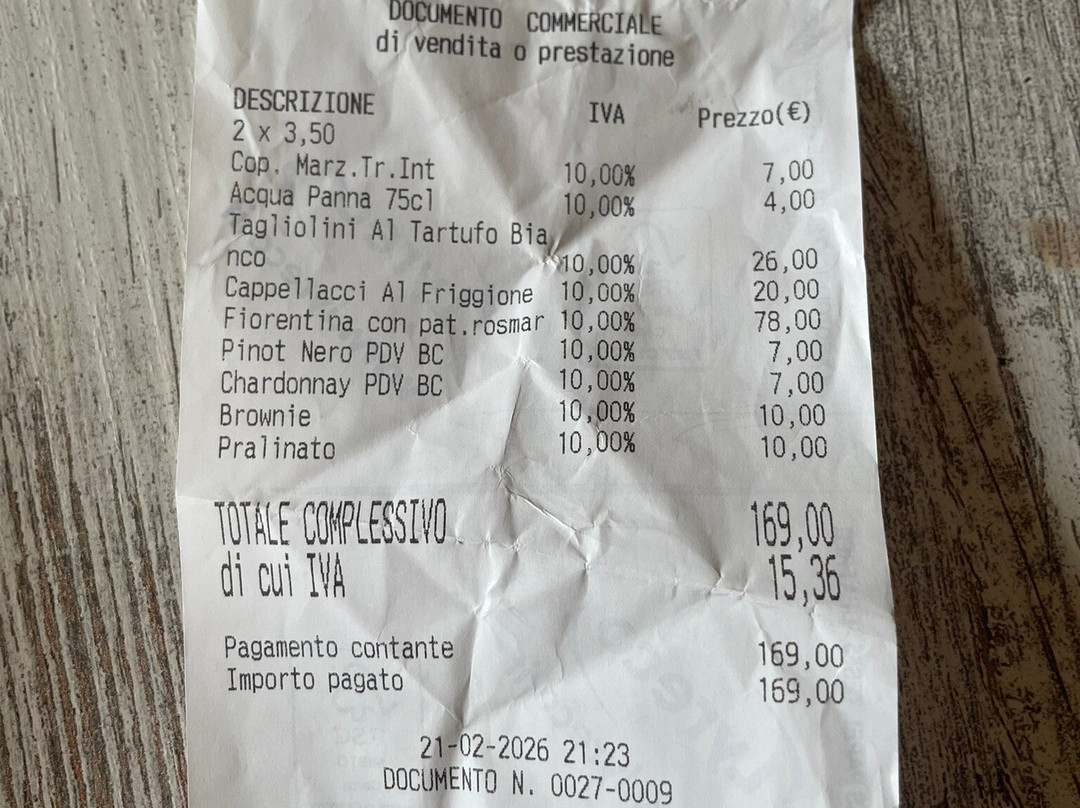 DOCUMENTO COMMERCIALE
di vendita o prestazione
DESCRIZIONE IVA Prezzo(€)
2 x 3,50
Cop. Marz.Tr.Int 10,00% 7,00
Acqua Panna 75cl 10,00% 4,00
Tagliolini Al Tartufo Bia
nco 10,00% 26,00
Cappellacci Al Friggione 10,00% 20,00
Fiorentina con pat.rosmar 10,00% 78,00
Pinot Nero PDV BC 10,00% 7,00
Chardonnay PDV BC 10,00% 7,00
Brownie 10,00% 10,00
Pralinato 10,00% 10,00
TOTALE COMPLESSIVO 169,00
di cui IVA 15,36
Pagamento contante 169,00
Importo pagato 169,00
21-02-2026 21:23
DOCUMENTO N. 0027-0009